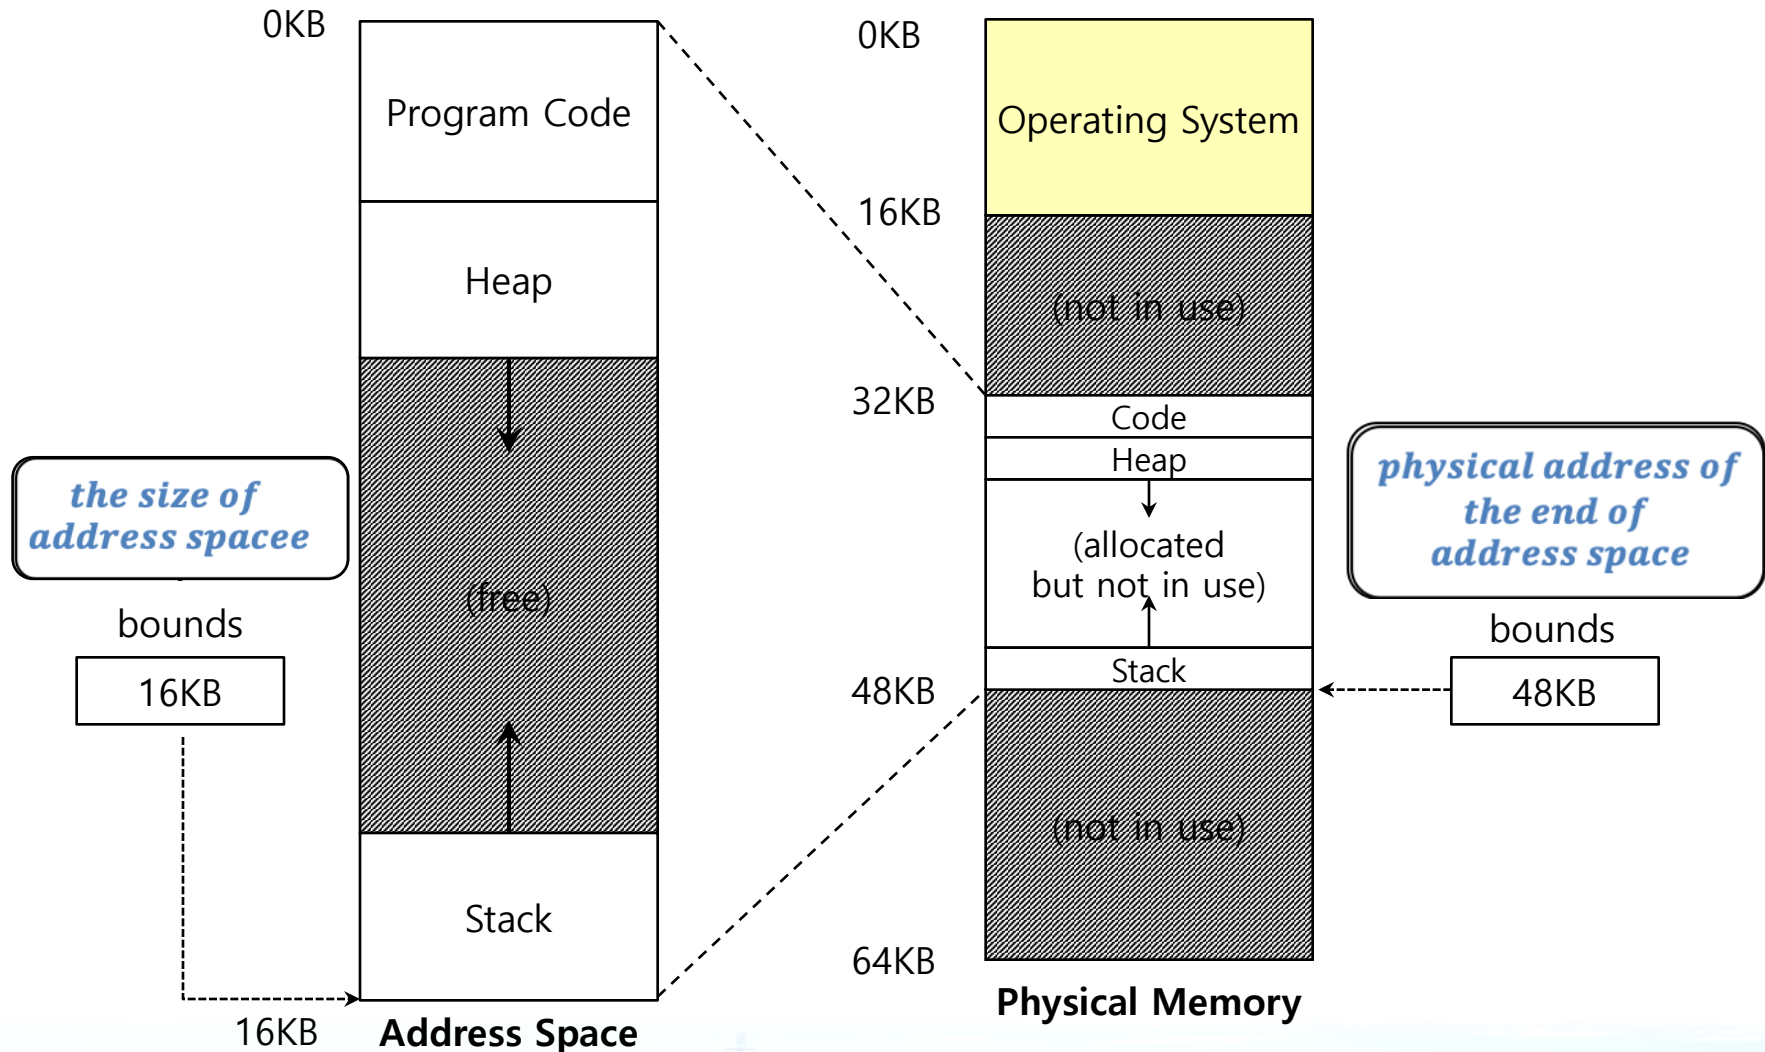 0KB
Program Code
Heap
(free)
Stack
16KB
Address Space
the size of
address spacee
bounds
16KB
0KB
Operating System
16KB
(not in use)
32KB
Code
Heap
(allocated
but not in use)
Stack
48KB
(not in use)
64KB
Physical Memory
physical address of
the end of
address space
bounds
48KB